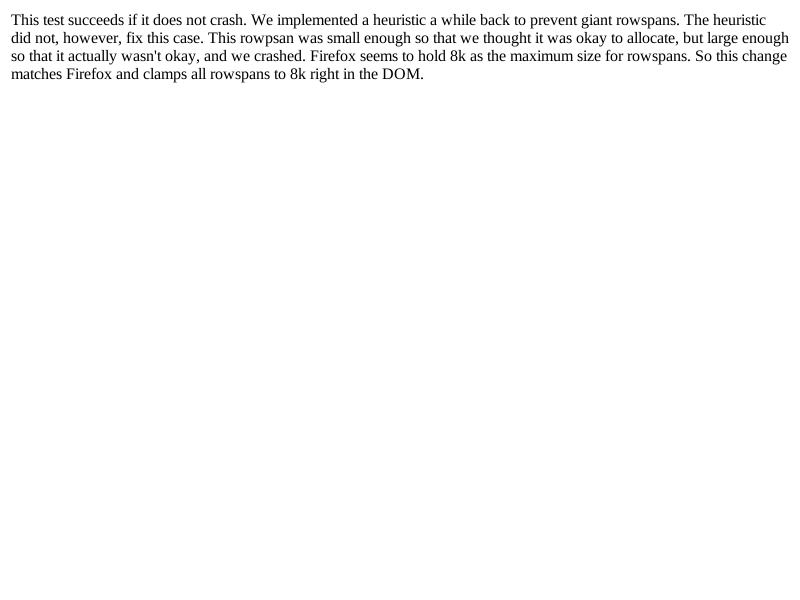 This test succeeds if it does not crash. We implemented a heuristic a while back to prevent giant rowspans. The heuristic
did not, however, fix this case. This rowpsan was small enough so that we thought it was okay to allocate, but large enough
so that it actually wasn't okay, and we crashed. Firefox seems to hold 8k as the maximum size for rowspans. So this change
matches Firefox and clamps all rowspans to 8k right in the DOM.